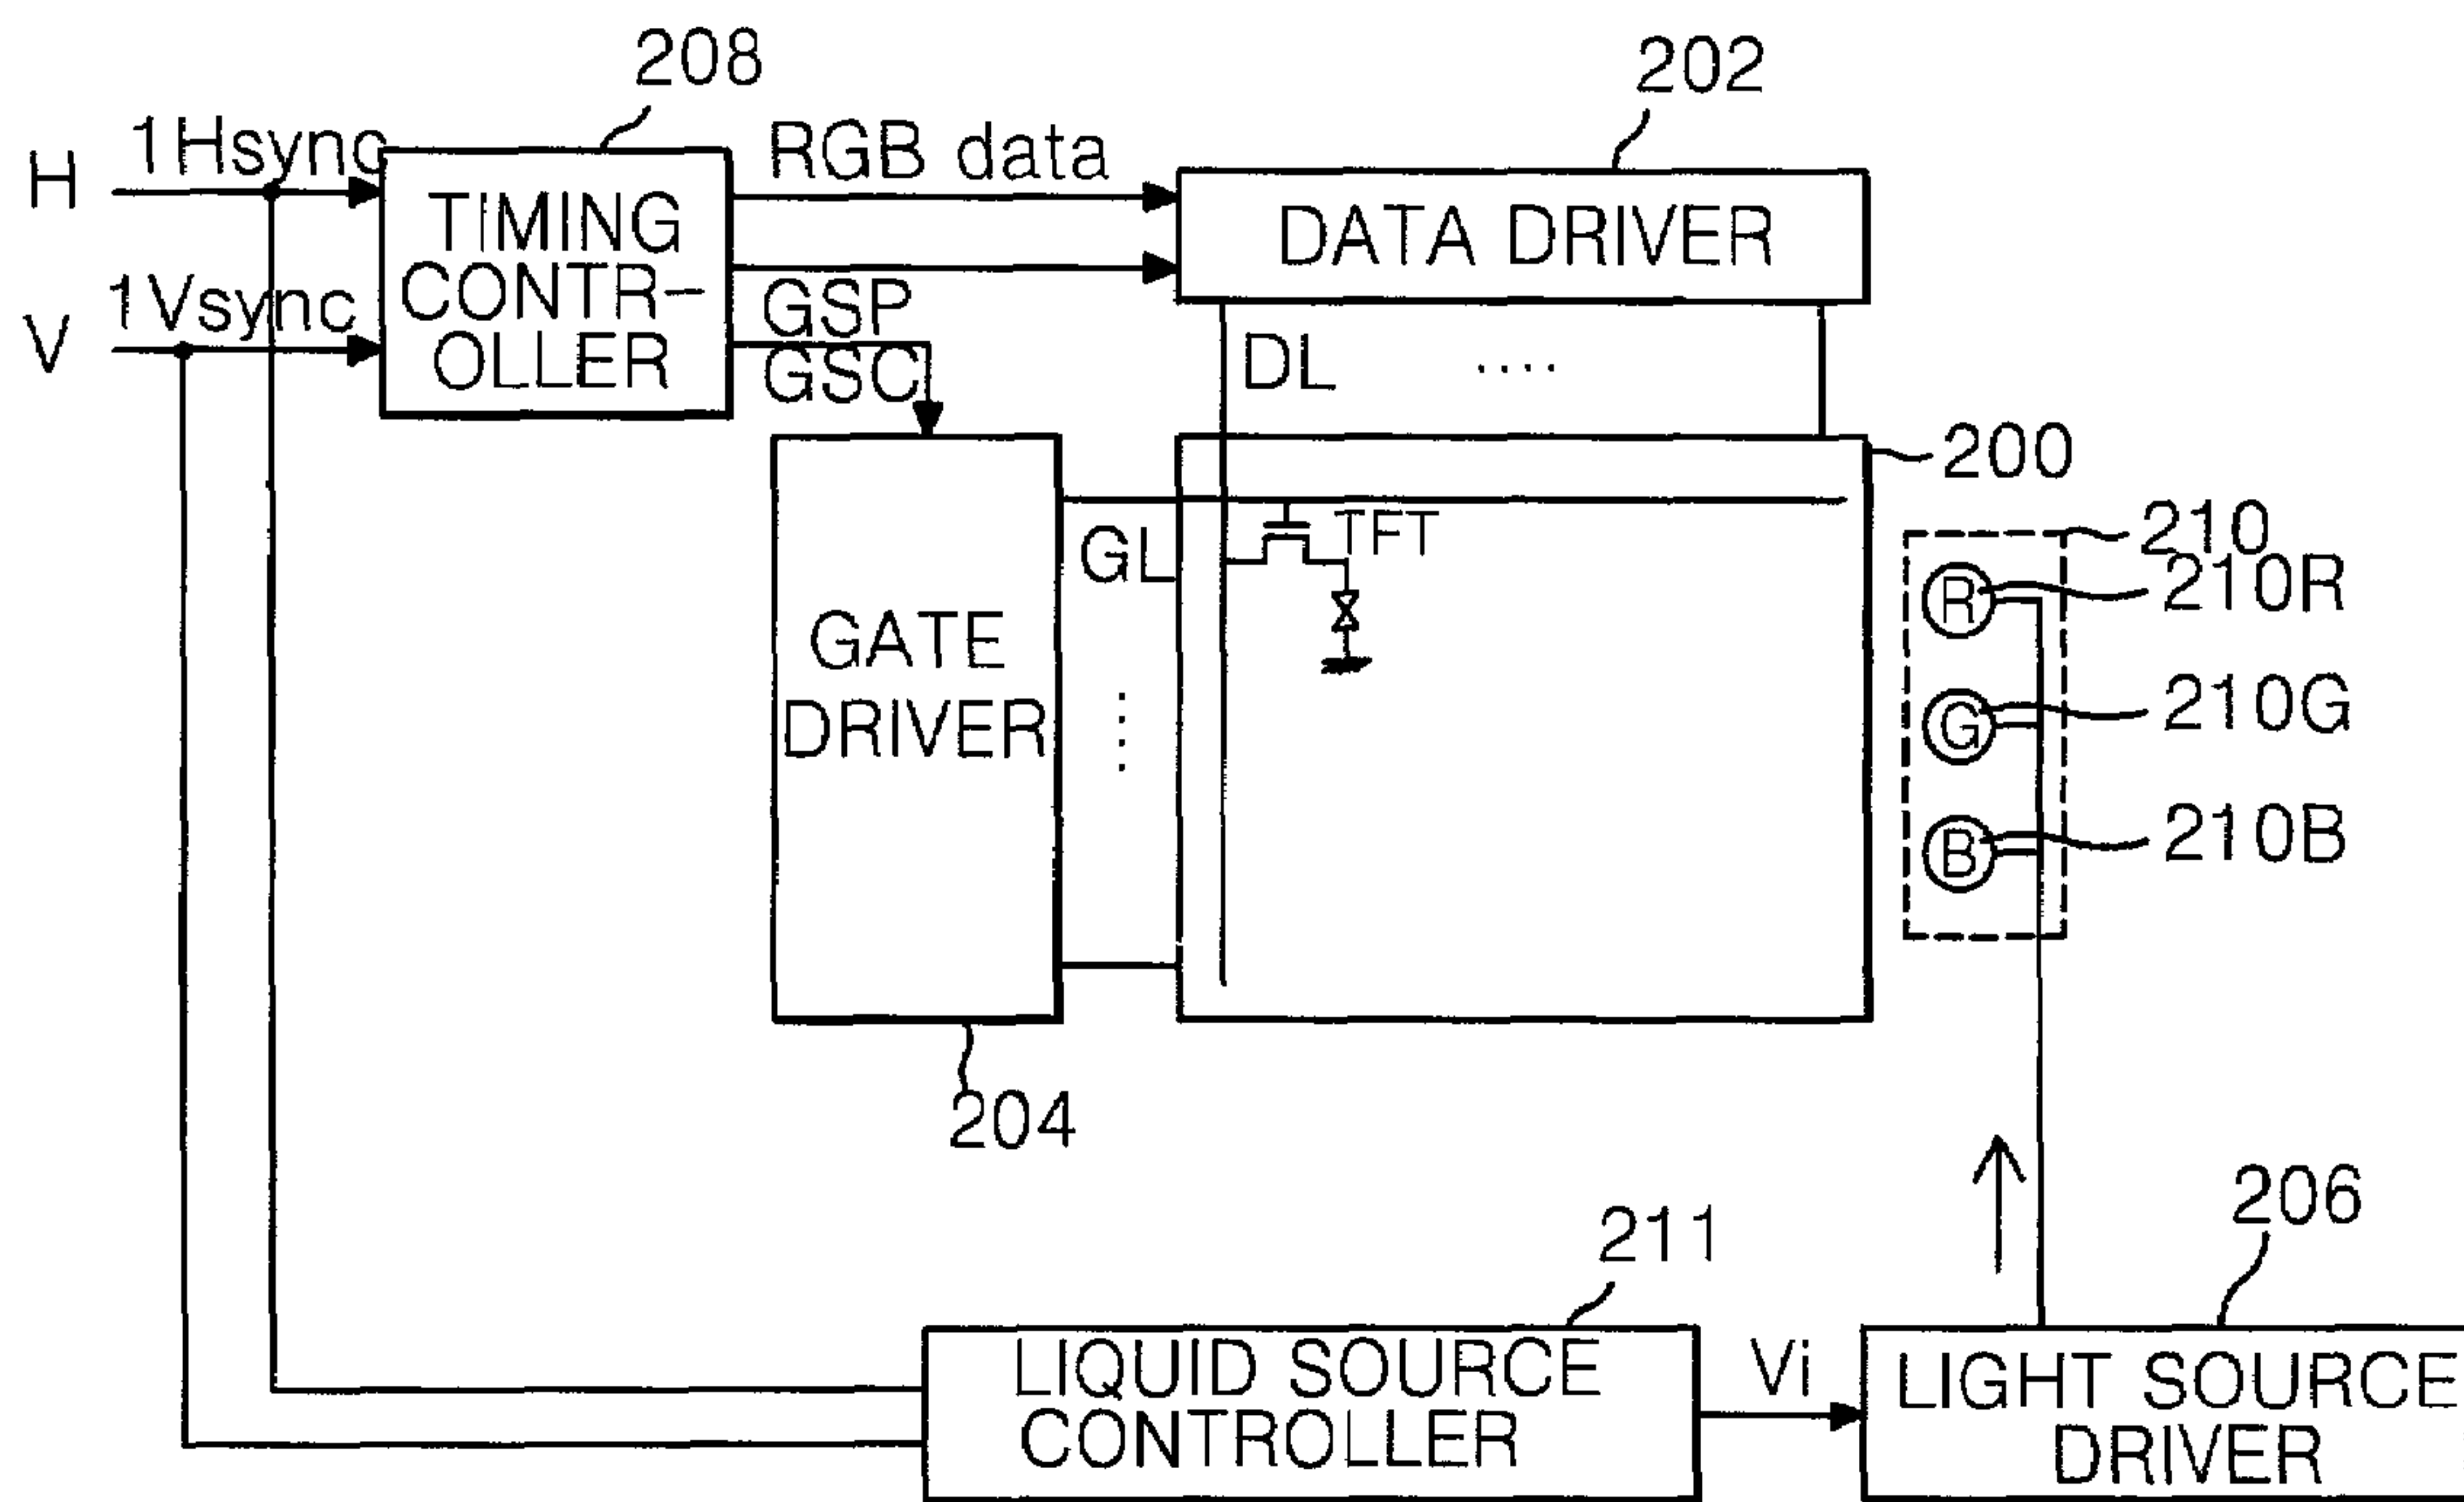 208
202
H
1Hsync
RGB data
TIMING
CONTR-
OLLER
DATA DRIVER
V
1Vsync
GSP
GSC
DL
....
200
GL
TFT
210
R
210R
GATE
DRIVER
G
210G
B
210B
204
206
211
LIQUID SOURCE
CONTROLLER
Vi
LIGHT SOURCE
DRIVER